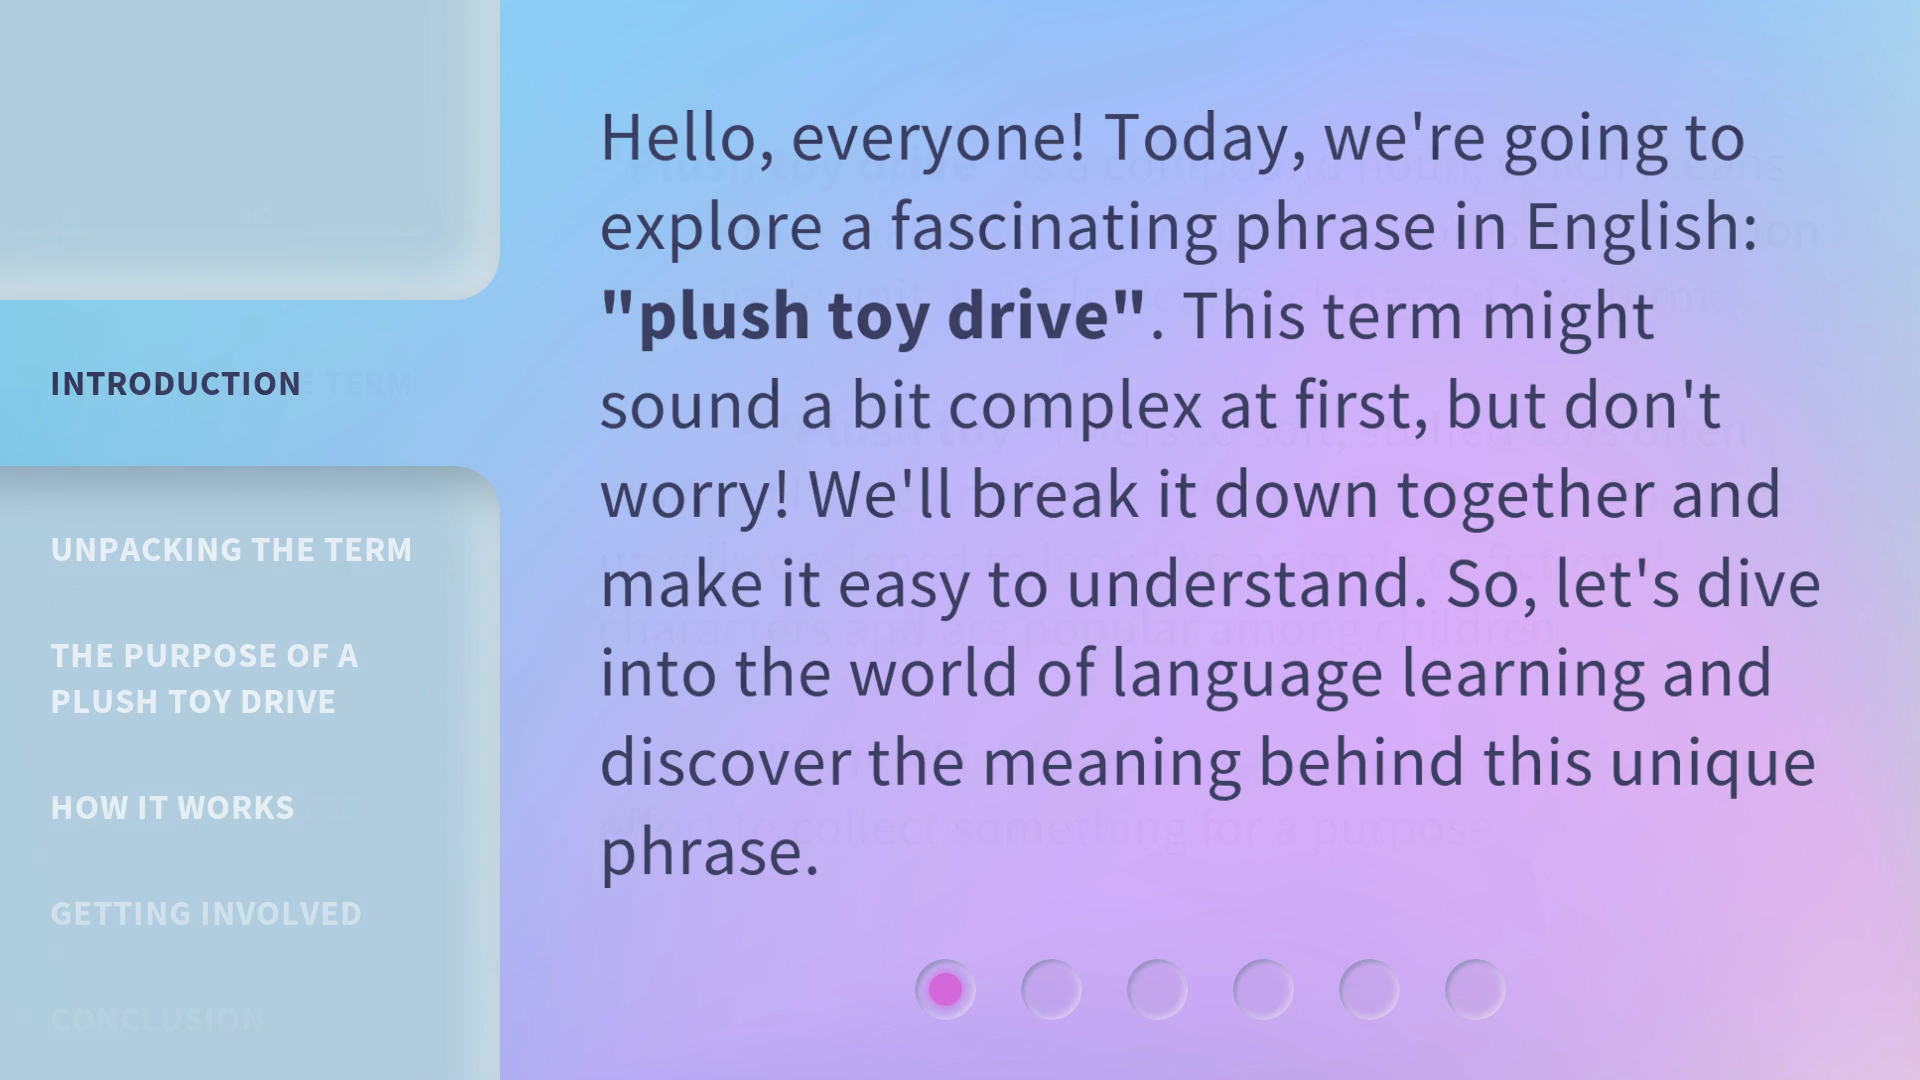 INTRODUCTION
UNPACKING THE TERM
THE PURPOSE OF A
PLUSH TOY DRIVE
HOW IT WORKS
GETTING INVOLVED
CONCLUSION
Hello, everyone! Today, we're going to
explore a fascinating phrase in English:
"plush toy drive". This term might
sound a bit complex at first, but don't
worry! We'll break it down together and
make it easy to understand. So, let's dive
into the world of language learning and
discover the meaning behind this unique
phrase.